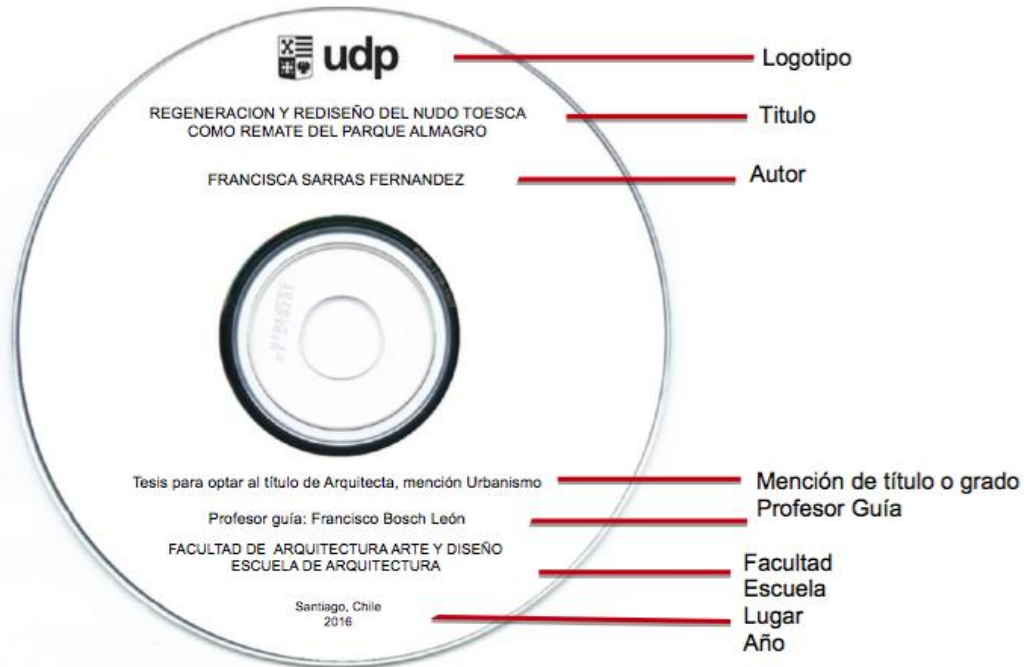 udp
Logotipo
REGENERACION Y REDISEÑO DEL NUDO TOESCA
COMO REMATE DEL PARQUE ALMAGRO
Titulo
FRANCISCA SARRAS FERNANDEZ
Autor
Tesis para optar al título de Arquitecta, mención Urbanismo
Mención de título o grado
Profesor guía: Francisco Bosch León
Profesor Guía
FACULTAD DE ARQUITECTURA ARTE Y DISEÑO
ESCUELA DE ARQUITECTURA
Facultad
Escuela
Santiago, Chile
2016
Lugar
Año